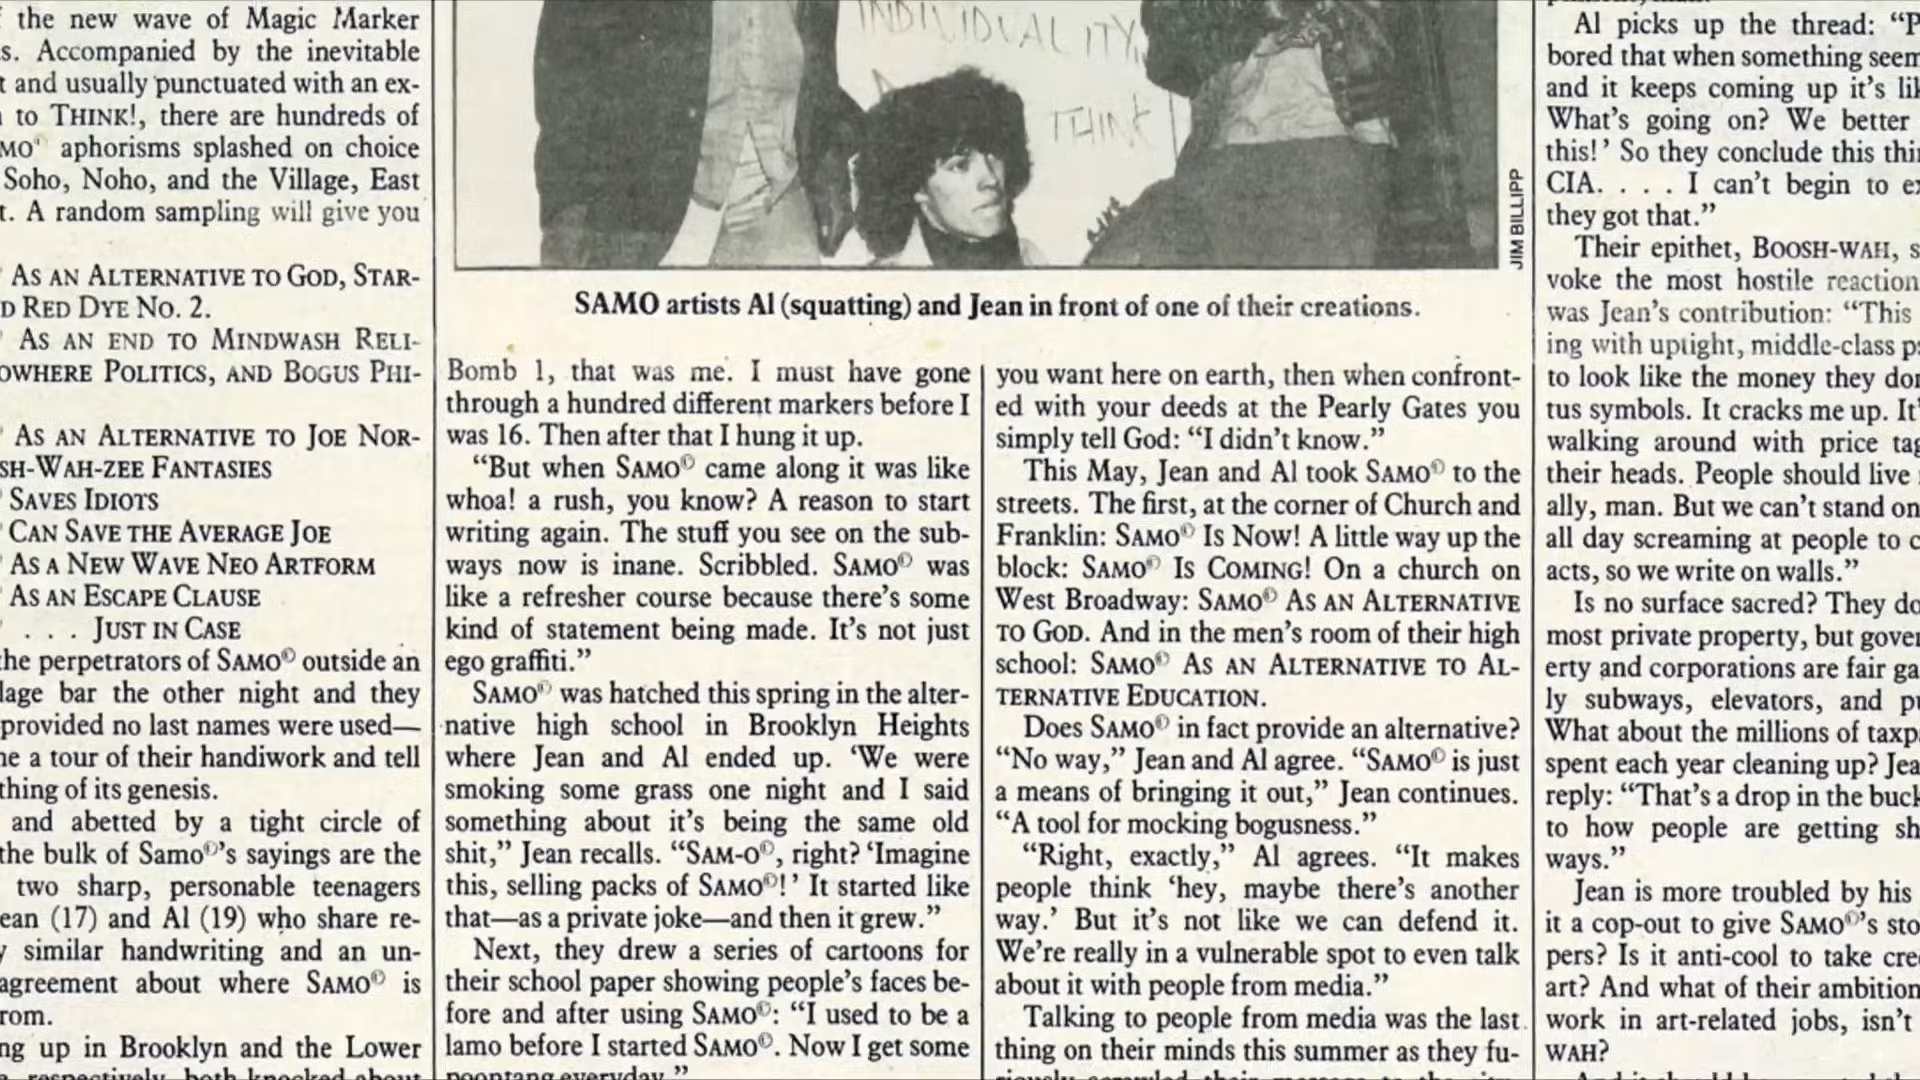 the new wave of Magic Marker
s. Accompanied by the inevitable
t and usually punctuated with an ex-
to THINK!, there are hundreds of
MO© aphorisms splashed on choice
Soho, Noho, and the Village, East
t. A random sampling will give you
AS AN ALTERNATIVE TO GOD, STAR-
D RED DYE NO. 2.
AS AN END TO MINDWASH RELI-
OWHERE POLITICS, AND BOGUS PHI-
AS AN ALTERNATIVE TO JOE NOR-
SH-WAH-ZEE FANTASIES
SAVES IDIOTS
CAN SAVE THE AVERAGE JOE
AS A NEW WAVE NEO ARTFORM
AS AN ESCAPE CLAUSE
. . . JUST IN CASE
the perpetrators of SAMO© outside an
lage bar the other night and they
provided no last names were used—
ne a tour of their handiwork and tell
thing of its genesis.
and abetted by a tight circle of
the bulk of Samo©'s sayings are the
two sharp, personable teenagers
ean (17) and Al (19) who share re-
y similar handwriting and an un-
agreement about where SAMO© is
rom.
ng up in Brooklyn and the Lower
respectively, both knocked about
INDIVIDUALITY
THINK
JIM BILLIPP
SAMO artists Al (squatting) and Jean in front of one of their creations.
Bomb 1, that was me. I must have gone
through a hundred different markers before I
was 16. Then after that I hung it up.
“But when SAMO© came along it was like
whoa! a rush, you know? A reason to start
writing again. The stuff you see on the sub-
ways now is inane. Scribbled. SAMO© was
like a refresher course because there's some
kind of statement being made. It's not just
ego graffiti.”
SAMO© was hatched this spring in the alter-
native high school in Brooklyn Heights
where Jean and Al ended up. ‘We were
smoking some grass one night and I said
something about it's being the same old
shit,” Jean recalls. “SAM-O©, right? ‘Imagine
this, selling packs of SAMO©!’ It started like
that—as a private joke—and then it grew.”
Next, they drew a series of cartoons for
their school paper showing people's faces be-
fore and after using SAMO©: “I used to be a
lamo before I started SAMO©. Now I get some
poontang everyday.”
you want here on earth, then when confront-
ed with your deeds at the Pearly Gates you
simply tell God: “I didn't know.”
This May, Jean and Al took SAMO© to the
streets. The first, at the corner of Church and
Franklin: SAMO© IS NOW! A little way up the
block: SAMO© IS COMING! On a church on
West Broadway: SAMO© AS AN ALTERNATIVE
TO GOD. And in the men's room of their high
school: SAMO© AS AN ALTERNATIVE TO AL-
TERNATIVE EDUCATION.
Does SAMO© in fact provide an alternative?
“No way,” Jean and Al agree. “SAMO© is just
a means of bringing it out,” Jean continues.
“A tool for mocking bogusness.”
“Right, exactly,” Al agrees. “It makes
people think ‘hey, maybe there's another
way.’ But it's not like we can defend it.
We're really in a vulnerable spot to even talk
about it with people from media.”
Talking to people from media was the last
thing on their minds this summer as they fu-
riously scrawled their message to the
Al picks up the thread: “P
bored that when something seem
and it keeps coming up it's lik
What's going on? We better
this!’ So they conclude this thi
CIA. . . . I can't begin to ex
they got that.”
Their epithet, BOOSH-WAH, s
voke the most hostile reaction
was Jean's contribution: “This
ing with uptight, middle-class p
to look like the money they don
tus symbols. It cracks me up. It'
walking around with price tag
their heads. People should live
ally, man. But we can't stand on
all day screaming at people to c
acts, so we write on walls.”
Is no surface sacred? They do
most private property, but gover
erty and corporations are fair ga
ly subways, elevators, and pu
What about the millions of taxp
spent each year cleaning up? Jea
reply: “That's a drop in the buck
to how people are getting sh
ways.”
Jean is more troubled by his
it a cop-out to give SAMO©'s sto
pers? Is it anti-cool to take cre
art? And what of their ambition
work in art-related jobs, isn't
WAH?